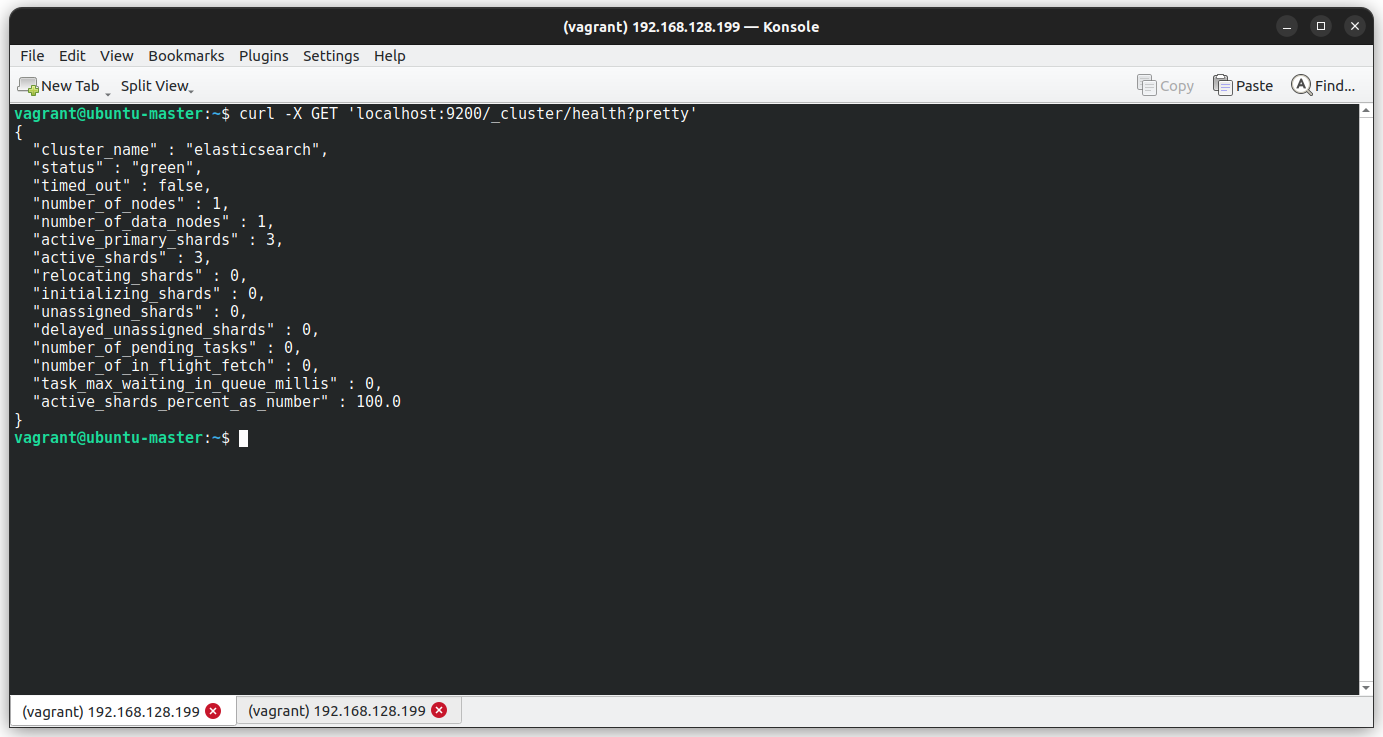 (vagrant) 192.168.128.199 — Konsole
File Edit View Bookmarks Plugins Settings Help
New Tab Split View Copy Paste Find...
vagrant@ubuntu-master:~$ curl -X GET 'localhost:9200/_cluster/health?pretty'
{
  "cluster_name" : "elasticsearch",
  "status" : "green",
  "timed_out" : false,
  "number_of_nodes" : 1,
  "number_of_data_nodes" : 1,
  "active_primary_shards" : 3,
  "active_shards" : 3,
  "relocating_shards" : 0,
  "initializing_shards" : 0,
  "unassigned_shards" : 0,
  "delayed_unassigned_shards" : 0,
  "number_of_pending_tasks" : 0,
  "number_of_in_flight_fetch" : 0,
  "task_max_waiting_in_queue_millis" : 0,
  "active_shards_percent_as_number" : 100.0
}
vagrant@ubuntu-master:~$
(vagrant) 192.168.128.199 (vagrant) 192.168.128.199